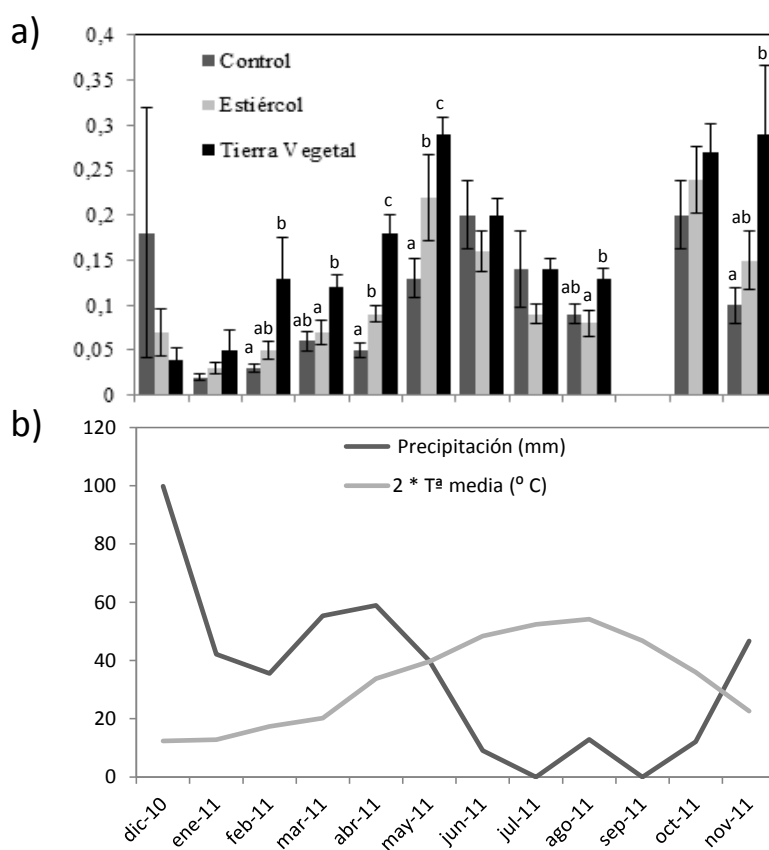 a)
0,4
0,35
0,3
0,25
0,2
0,15
0,1
0,05
0
Control
Estiércol
Tierra Vegetal
a ab b
ab a b
a b c
a b c
ab a b
a ab b
b)
120
100
80
60
40
20
0
Precipitación (mm)
2 * Tª media (º C)
dic-10
ene-11
feb-11
mar-11
abr-11
may-11
jun-11
jul-11
ago-11
sep-11
oct-11
nov-11